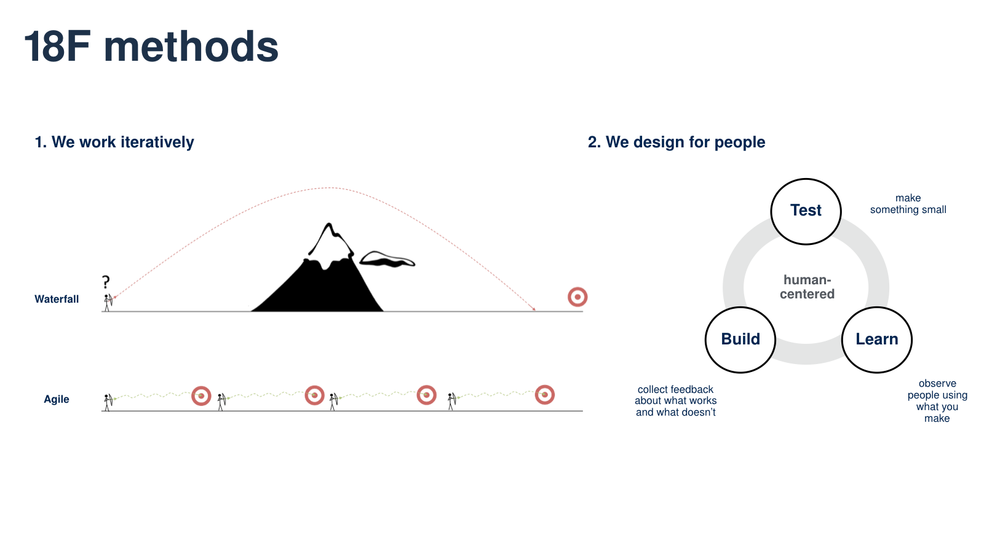 18F methods
1. We work iteratively
?
Waterfall
Agile
2. We design for people
Test
make
something small
human-
centered
Build
Learn
collect feedback
about what works
and what doesn't
observe
people using
what you
make